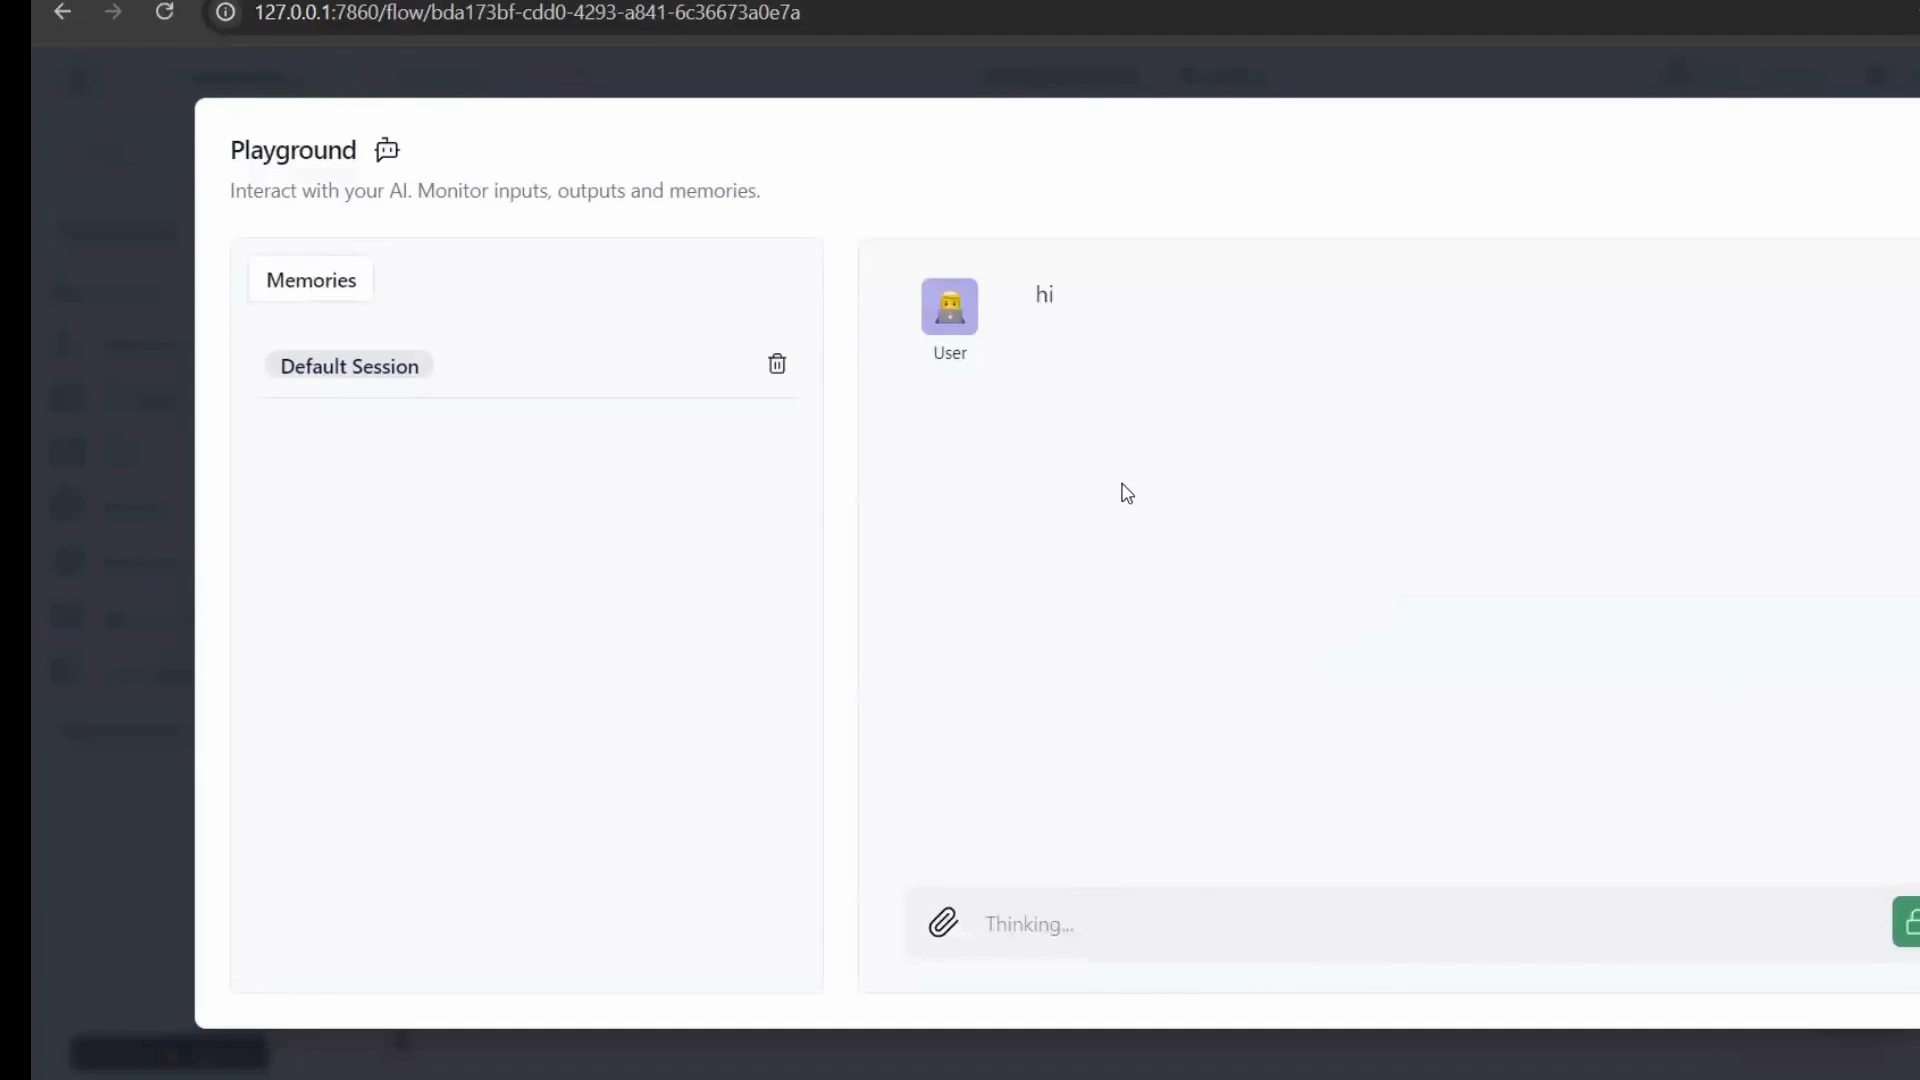 127.0.0.1:7860/flow/bda173bf-cdd0-4293-a841-6c36673a0e7a
Playground
Interact with your AI. Monitor inputs, outputs and memories.
Memories
Default Session
hi
User
Thinking...